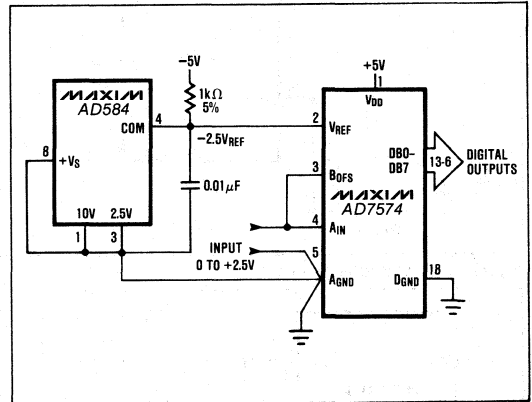 −5V
+5V
1kΩ
5%
1
VDD
MAXIM
AD584
COM
4
−2.5VREF
2
VREF
8
+VS
DB0-
DB7
13-6
DIGITAL
OUTPUTS
3
BOFS
0.01µF
MAXIM
AD7574
10V
2.5V
1
3
4
AIN
INPUT
0 TO +2.5V
5
AGND
DGND
18